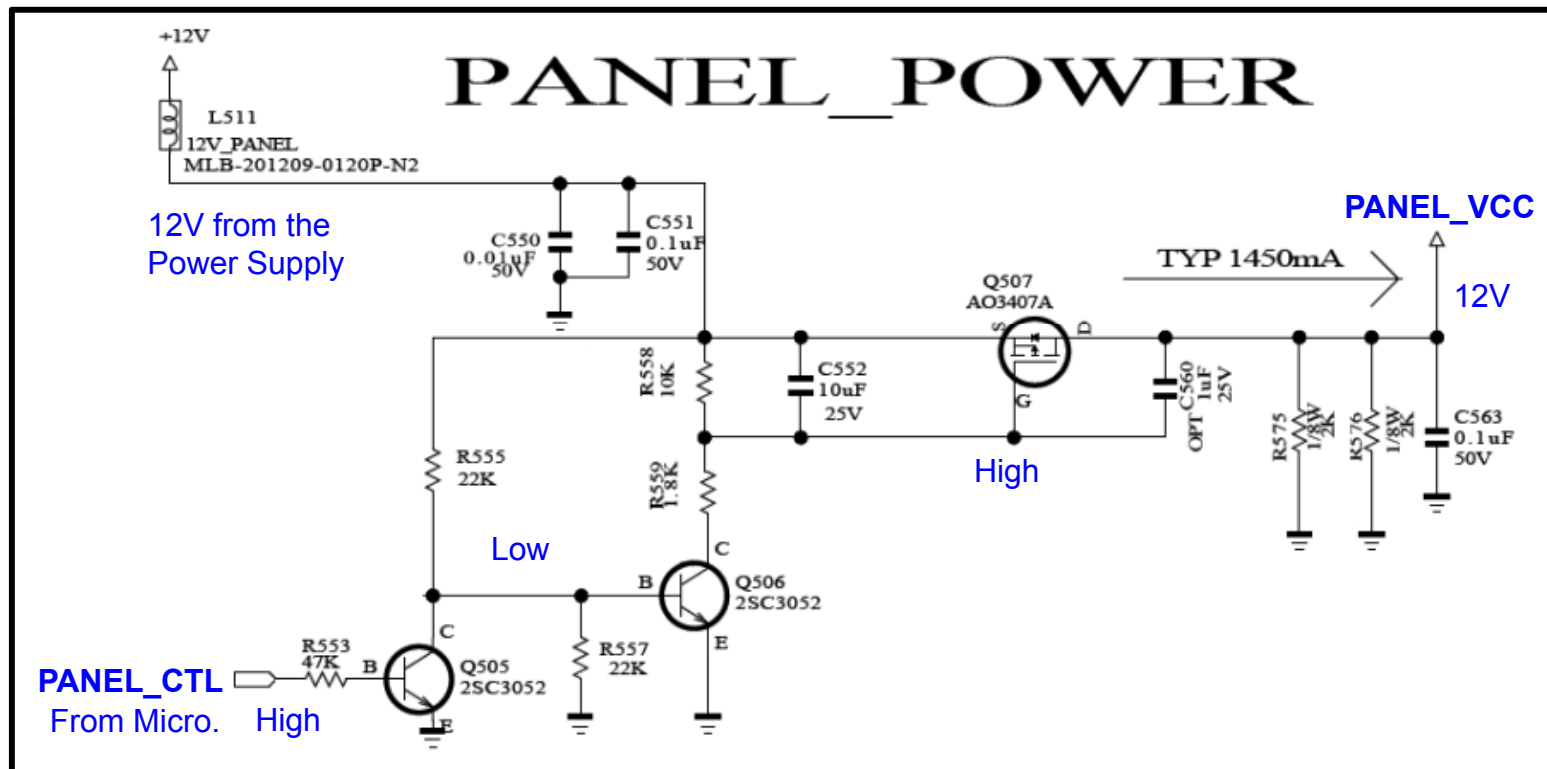 +12V
PANEL_POWER
L511
12V_PANEL
MLB-201209-0120P-N2
12V from the
Power Supply
C550
0.01uF
50V
C551
0.1uF
50V
PANEL_VCC
TYP 1450mA
12V
Q507
AO3407A
S
D
G
R558
10K
C552
10uF
25V
C560
1uF
25V
OPT
R575
1/8W
2K
R576
1/8W
2K
C563
0.1uF
50V
R555
22K
R559
1.8K
High
Low
C
B
Q506
2SC3052
E
R557
22K
R553
47K
B
C
Q505
2SC3052
E
PANEL_CTL
From Micro.
High